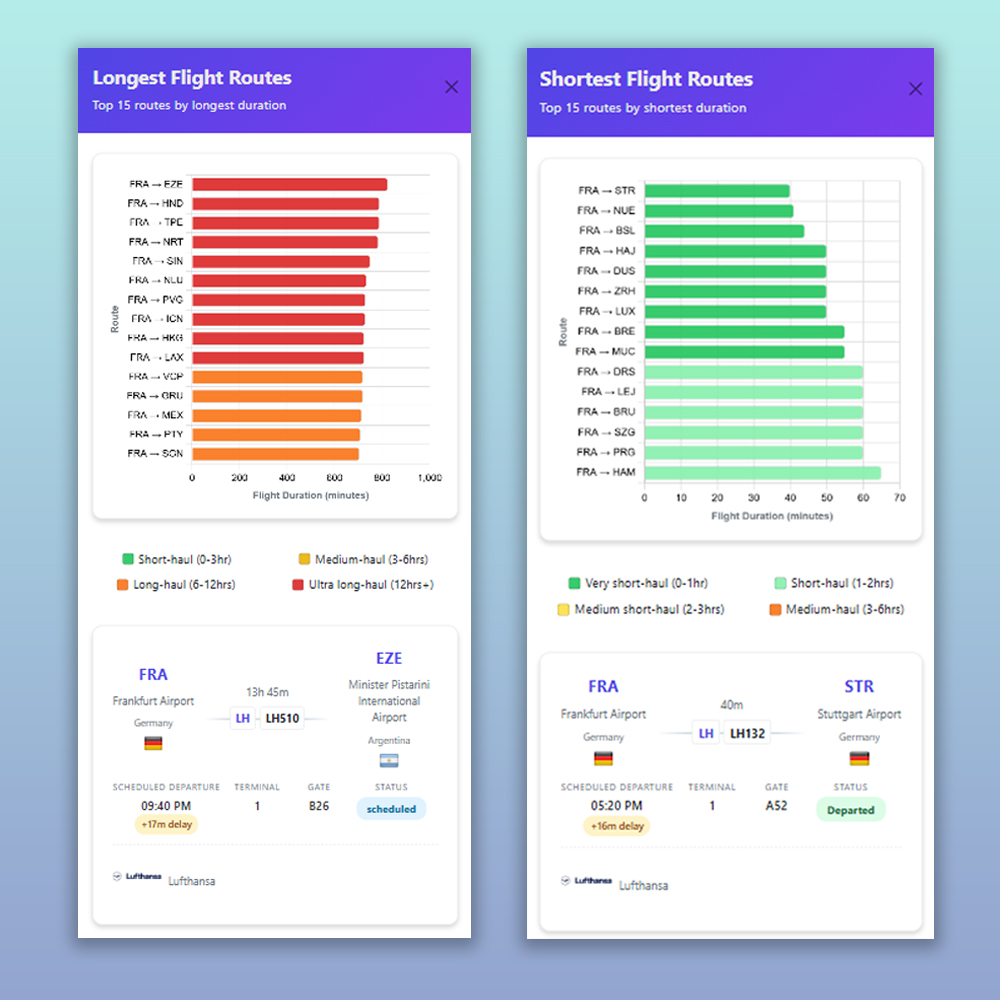 Longest Flight Routes
Top 15 routes by longest duration
Route
FRA → EZE
FRA → HND
FRA → TPE
FRA → NRT
FRA → SIN
FRA → NLU
FRA → PVG
FRA → ICN
FRA → HKG
FRA → LAX
FRA → VCP
FRA → GRU
FRA → MEX
FRA → PTY
FRA → SGN
0 200 400 600 800 1,000
Flight Duration (minutes)
Short-haul (0-3hr) Medium-haul (3-6hrs)
Long-haul (6-12hrs) Ultra long-haul (12hrs+)
FRA
Frankfurt Airport
Germany
13h 45m
LH LH510
EZE
Minister Pistarini
International
Airport
Argentina
SCHEDULED DEPARTURE TERMINAL GATE STATUS
09:40 PM 1 B26 scheduled
+17m delay
Lufthansa Lufthansa
Shortest Flight Routes
Top 15 routes by shortest duration
Route
FRA → STR
FRA → NUE
FRA → BSL
FRA → HAJ
FRA → DUS
FRA → ZRH
FRA → LUX
FRA → BRE
FRA → MUC
FRA → DRS
FRA → LEJ
FRA → BRU
FRA → SZG
FRA → PRG
FRA → HAM
0 10 20 30 40 50 60 70
Flight Duration (minutes)
Very short-haul (0-1hr) Short-haul (1-2hrs)
Medium short-haul (2-3hrs) Medium-haul (3-6hrs)
FRA
Frankfurt Airport
Germany
40m
LH LH132
STR
Stuttgart Airport
Germany
SCHEDULED DEPARTURE TERMINAL GATE STATUS
05:20 PM 1 A52 Departed
+16m delay
Lufthansa Lufthansa